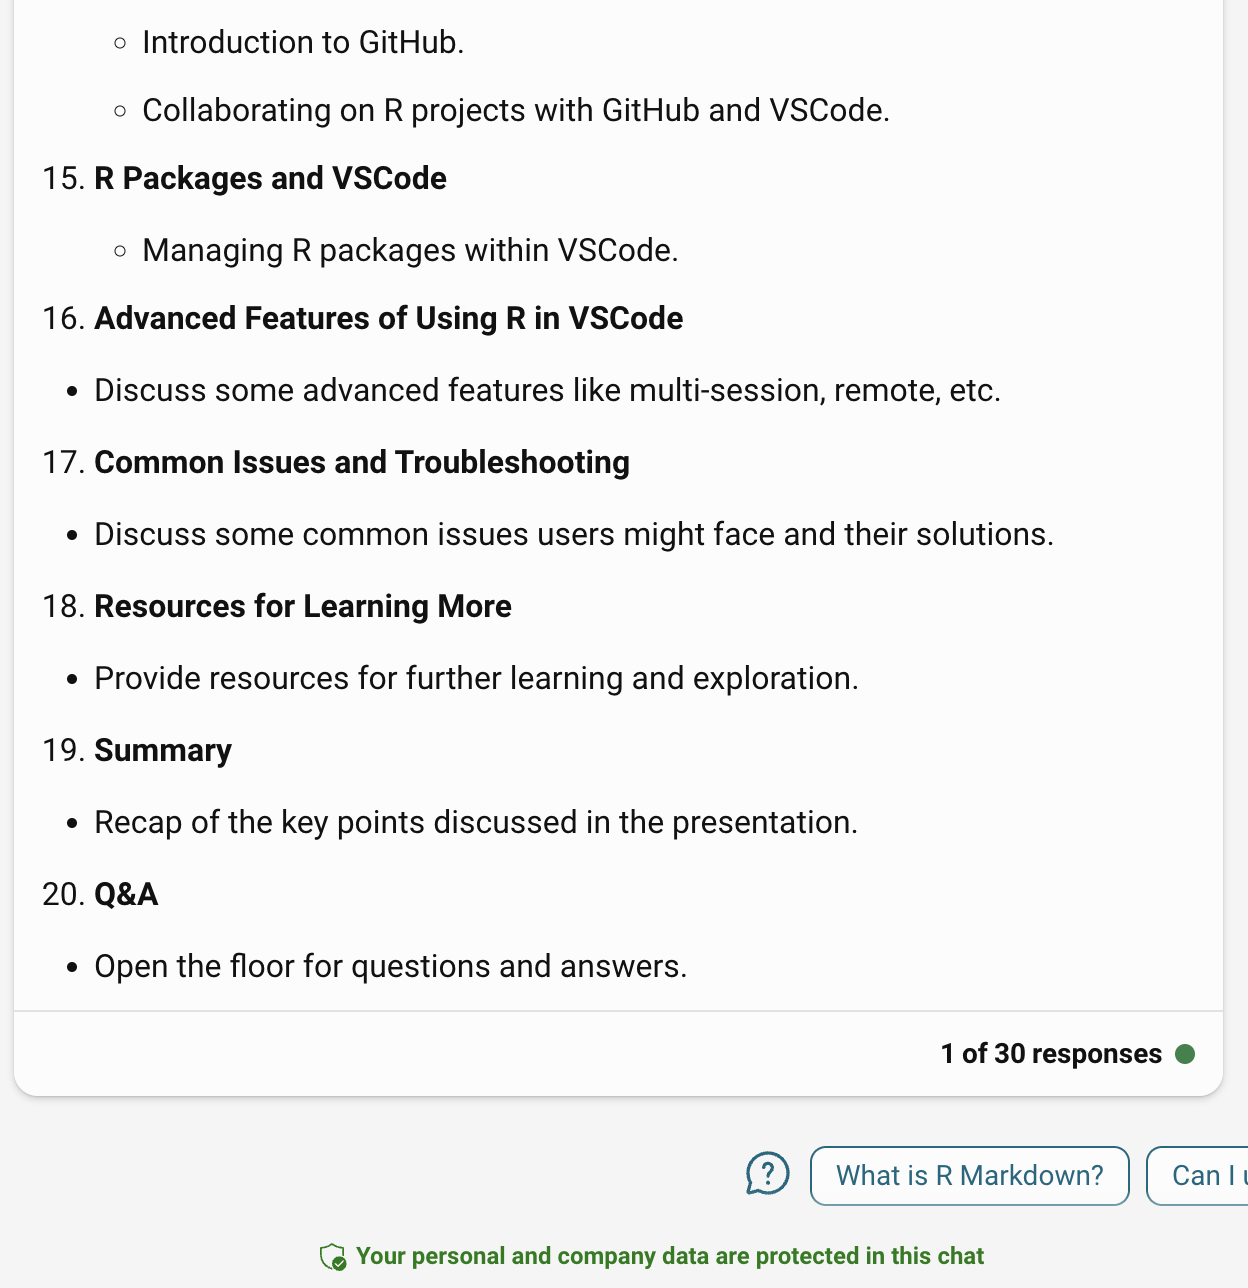 Introduction to GitHub.
Collaborating on R projects with GitHub and VSCode.
15. R Packages and VSCode
Managing R packages within VSCode.
16. Advanced Features of Using R in VSCode
Discuss some advanced features like multi-session, remote, etc.
17. Common Issues and Troubleshooting
Discuss some common issues users might face and their solutions.
18. Resources for Learning More
Provide resources for further learning and exploration.
19. Summary
Recap of the key points discussed in the presentation.
20. Q&A
Open the floor for questions and answers.
1 of 30 responses
What is R Markdown?
Can I
Your personal and company data are protected in this chat